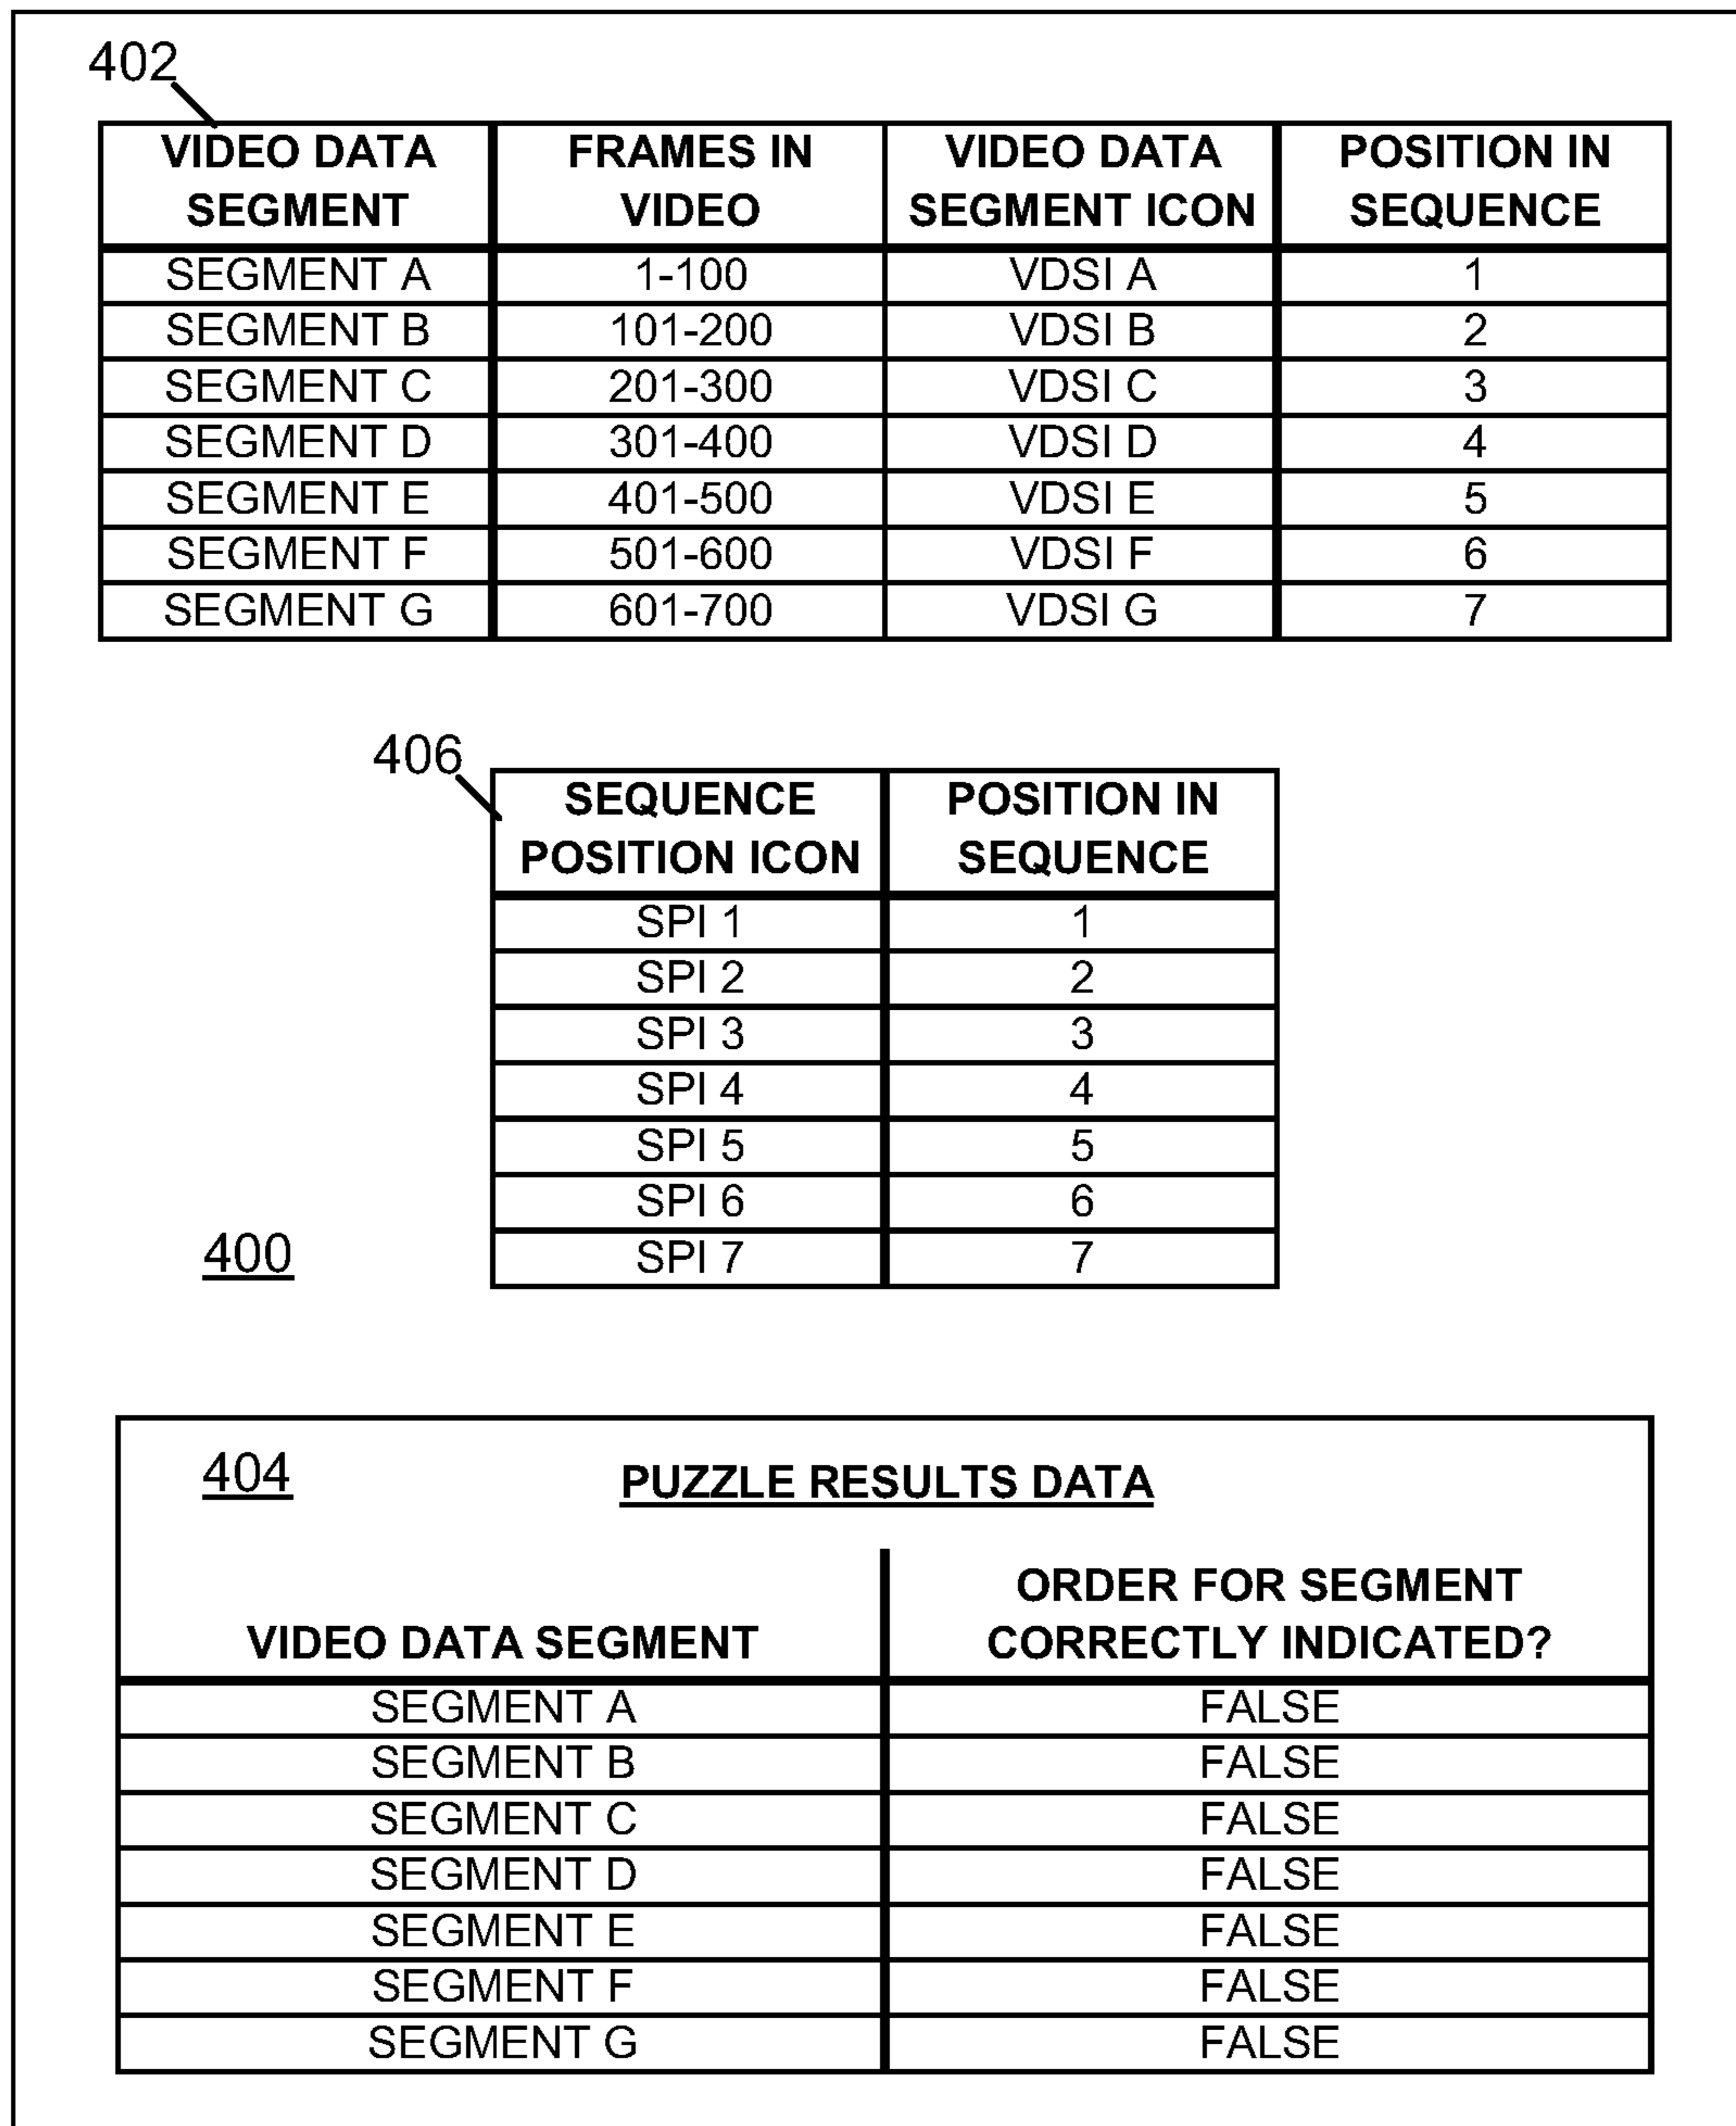 402
VIDEO DATA SEGMENT FRAMES IN VIDEO VIDEO DATA SEGMENT ICON POSITION IN SEQUENCE
SEGMENT A 1-100 VDSI A 1
SEGMENT B 101-200 VDSI B 2
SEGMENT C 201-300 VDSI C 3
SEGMENT D 301-400 VDSI D 4
SEGMENT E 401-500 VDSI E 5
SEGMENT F 501-600 VDSI F 6
SEGMENT G 601-700 VDSI G 7
406
SEQUENCE POSITION ICON POSITION IN SEQUENCE
SPI 1 1
SPI 2 2
SPI 3 3
SPI 4 4
SPI 5 5
SPI 6 6
400
SPI 7 7
404 PUZZLE RESULTS DATA
VIDEO DATA SEGMENT ORDER FOR SEGMENT CORRECTLY INDICATED?
SEGMENT A FALSE
SEGMENT B FALSE
SEGMENT C FALSE
SEGMENT D FALSE
SEGMENT E FALSE
SEGMENT F FALSE
SEGMENT G FALSE